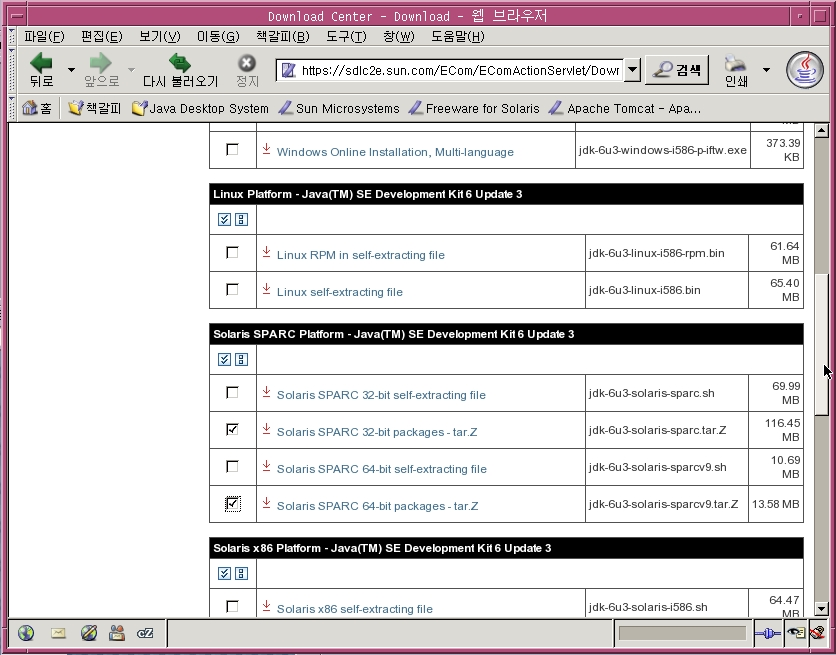 Download Center - Download - 웹 브라우저
파일(F) 편집(E) 보기(V) 이동(G) 책갈피(B) 도구(T) 창(W) 도움말(H)
뒤로 앞으로 다시 불러오기 정지 https://sdlc2e.sun.com/ECom/EComActionServlet/Down 검색 인쇄
홈 책갈피 Java Desktop System Sun Microsystems Freeware for Solaris Apache Tomcat - Apa...
Windows Online Installation, Multi-language jdk-6u3-windows-i586-p-iftw.exe 373.39
KB
Linux Platform - Java(TM) SE Development Kit 6 Update 3
Linux RPM in self-extracting file jdk-6u3-linux-i586-rpm.bin 61.64
MB
Linux self-extracting file jdk-6u3-linux-i586.bin 65.40
MB
Solaris SPARC Platform - Java(TM) SE Development Kit 6 Update 3
Solaris SPARC 32-bit self-extracting file jdk-6u3-solaris-sparc.sh 69.99
MB
Solaris SPARC 32-bit packages - tar.Z jdk-6u3-solaris-sparc.tar.Z 116.45
MB
Solaris SPARC 64-bit self-extracting file jdk-6u3-solaris-sparcv9.sh 10.69
MB
Solaris SPARC 64-bit packages - tar.Z jdk-6u3-solaris-sparcv9.tar.Z 13.58 MB
Solaris x86 Platform - Java(TM) SE Development Kit 6 Update 3
Solaris x86 self-extracting file jdk-6u3-solaris-i586.sh 64.47
MB